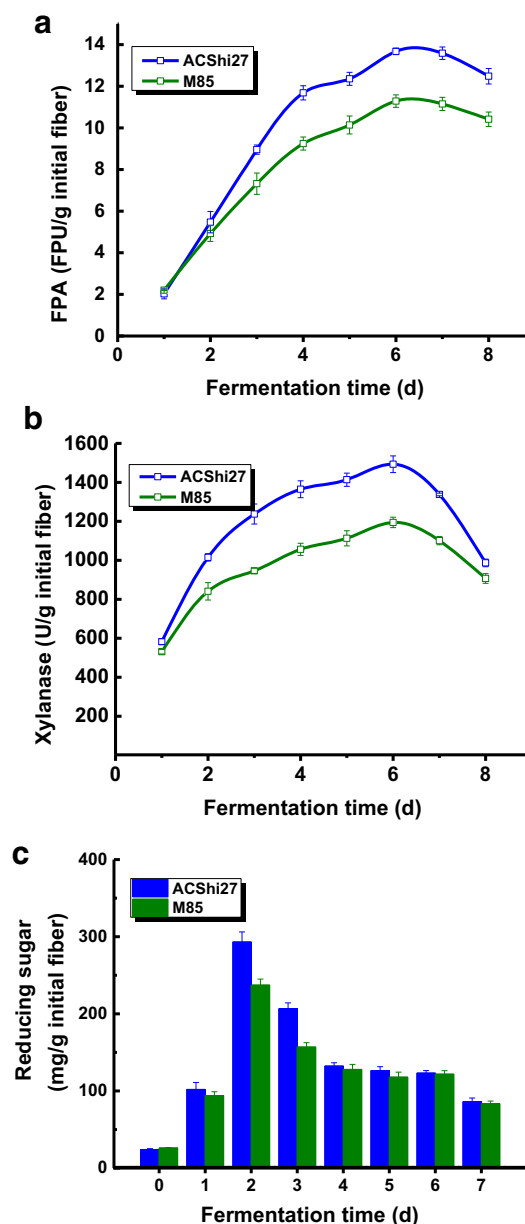 a
14
12
10
8
6
4
2
0
FPA (FPU/g initial fiber)
ACShi27
M85
0 2 4 6 8
Fermentation time (d)
b
1600
1400
1200
1000
800
600
400
200
Xylanase (U/g initial fiber)
ACShi27
M85
0 2 4 6 8
Fermentation time (d)
c
400
300
200
100
0
Reducing sugar
(mg/g initial fiber)
ACShi27
M85
0 1 2 3 4 5 6 7
Fermentation time (d)